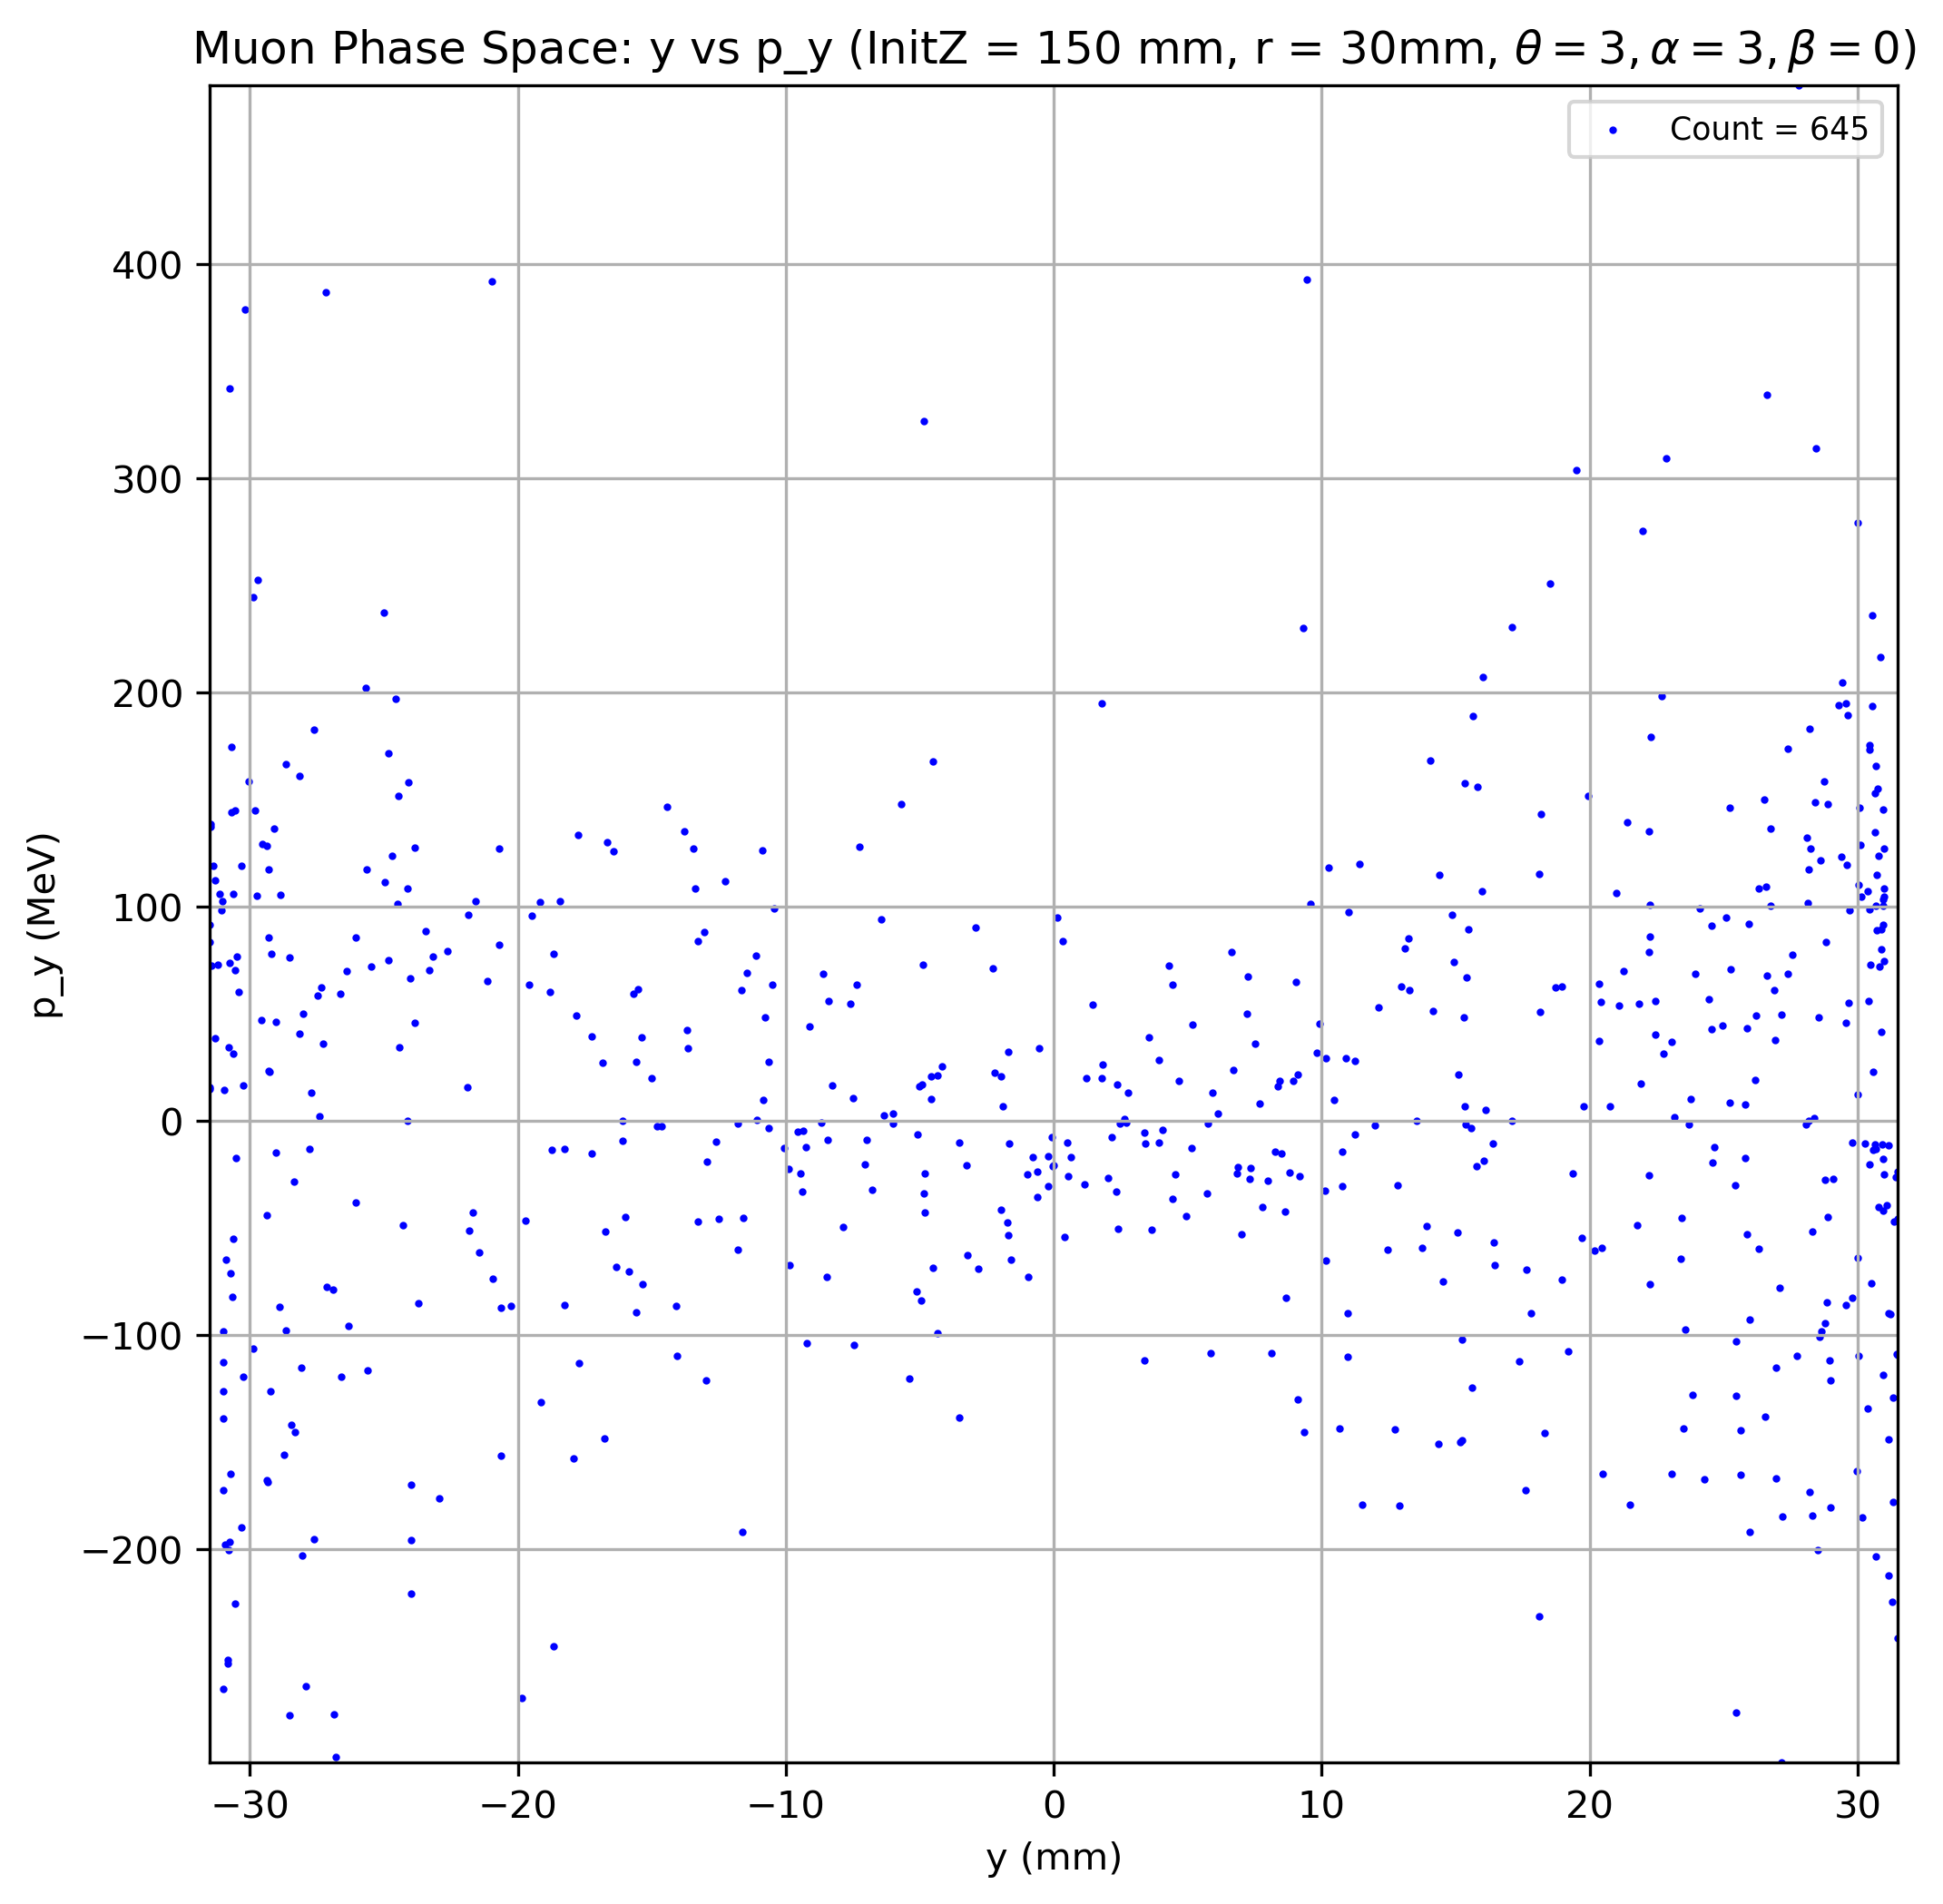 Muon Phase Space: y vs p_y (InitZ = 150 mm, r = 30mm, θ = 3, α = 3, β = 0)
Count = 645
400
300
200
100
0
−100
−200
p_y (MeV)
−30 −20 −10 0 10 20 30
y (mm)